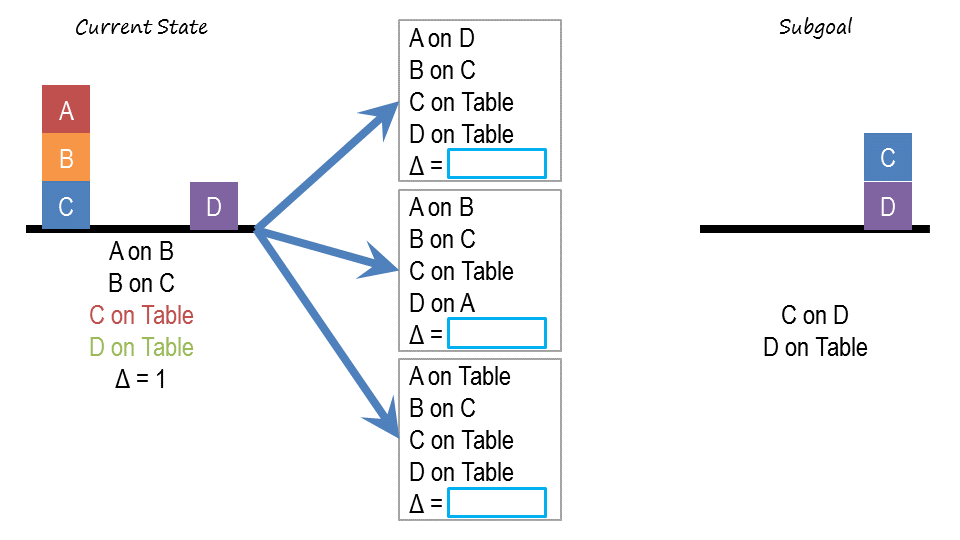 Current State
Subgoal
A
B
C
D
A on B
B on C
C on Table
D on Table
Δ = 1
A on D
B on C
C on Table
D on Table
Δ =
A on B
B on C
C on Table
D on A
Δ =
A on Table
B on C
C on Table
D on Table
Δ =
C
D
C on D
D on Table